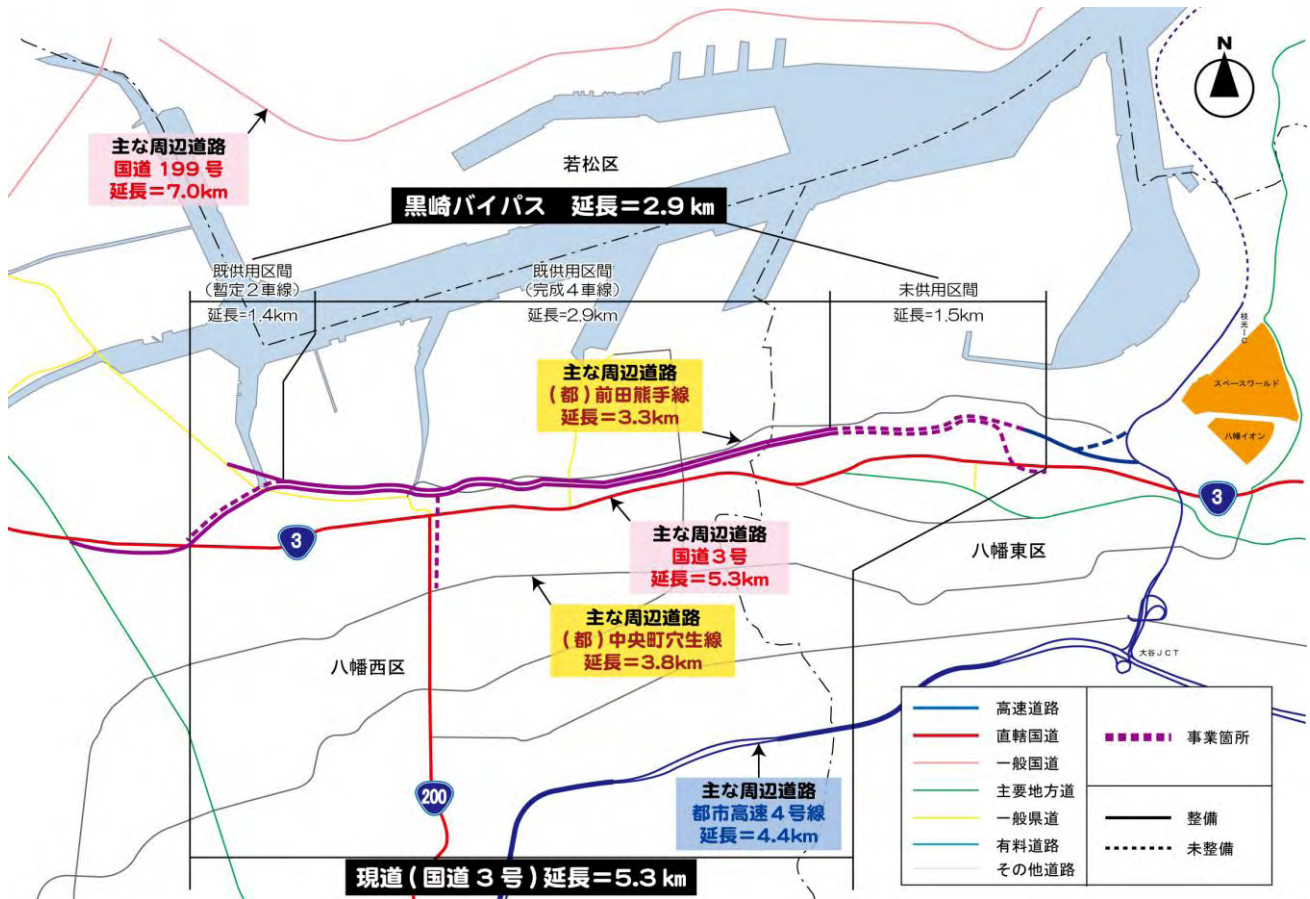 N
主な周辺道路
国道 199 号
延長＝7.0km
若松区
黒崎バイパス 延長＝2.9 km
既供用区間
（暫定2車線）
延長=1.4km
既供用区間
（完成4車線）
延長=2.9km
未供用区間
延長=1.5km
枝光IC
スペースワールド
八幡イオン
主な周辺道路
（都）前田熊手線
延長＝3.3km
3
3
主な周辺道路
国道３号
延長＝5.3km
八幡東区
主な周辺道路
（都）中央町穴生線
延長＝3.8km
八幡西区
大谷JCT
200
主な周辺道路
都市高速４号線
延長＝4.4km
現道（国道３号）延長＝5.3 km
高速道路
直轄国道
一般国道
主要地方道
一般県道
有料道路
その他道路
事業箇所
整備
未整備